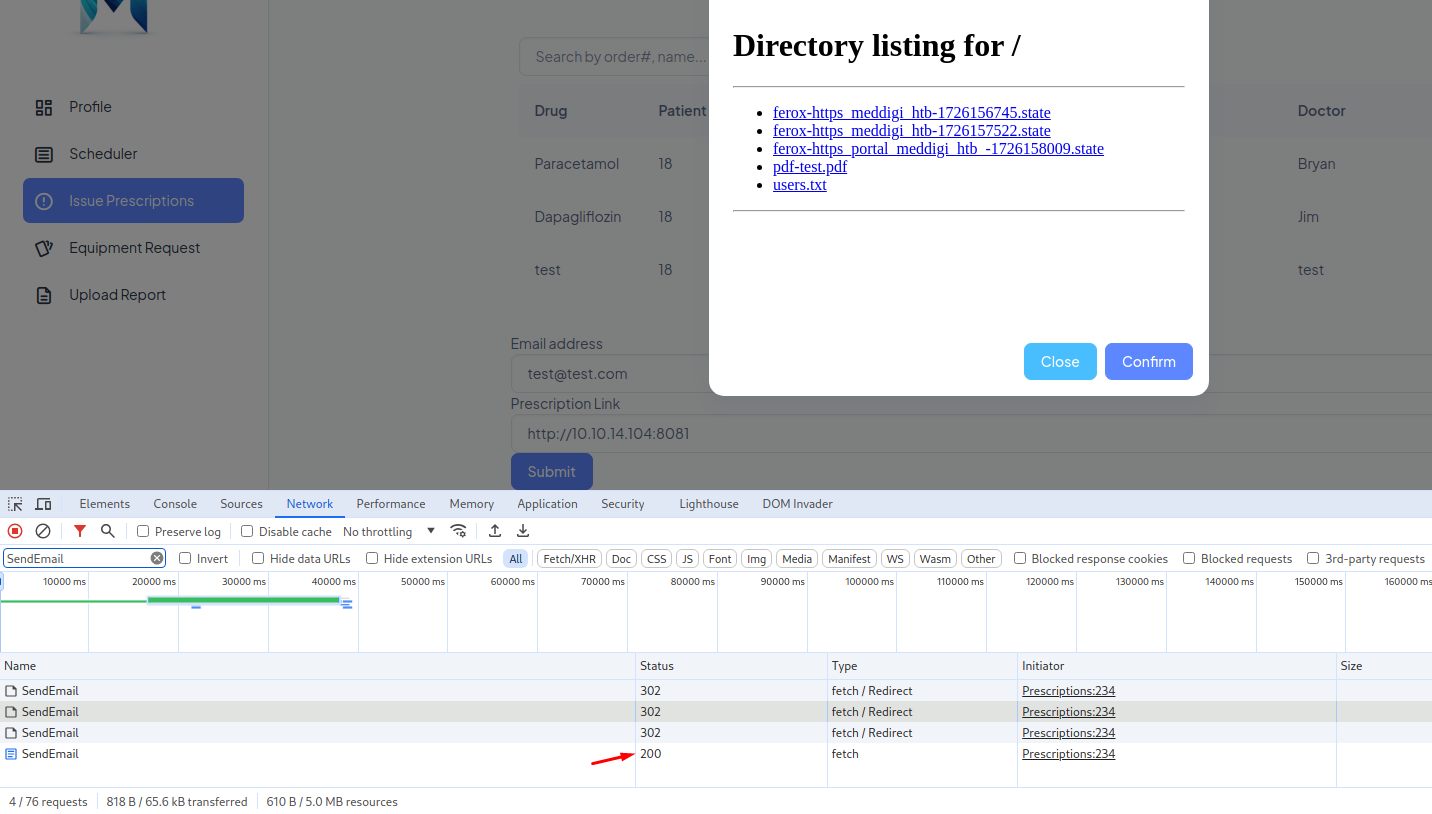 Directory listing for /
ferox-https_meddigi_htb-1726156745.state
ferox-https_meddigi_htb-1726157522.state
ferox-https_portal_meddigi_htb_-1726158009.state
pdf-test.pdf
users.txt
Close Confirm
Profile
Scheduler
Issue Prescriptions
Equipment Request
Upload Report
Search by order#, name...
Drug Patient Doctor
Paracetamol 18 Bryan
Dapagliflozin 18 Jim
test 18 test
Email address
test@test.com
Prescription Link
http://10.10.14.104:8081
Submit
Elements Console Sources Network Performance Memory Application Security Lighthouse DOM Invader
Preserve log Disable cache No throttling
SendEmail Invert Hide data URLs Hide extension URLs All Fetch/XHR Doc CSS JS Font Img Media Manifest WS Wasm Other Blocked response cookies Blocked requests 3rd-party requests
10000 ms 20000 ms 30000 ms 40000 ms 50000 ms 60000 ms 70000 ms 80000 ms 90000 ms 100000 ms 110000 ms 120000 ms 130000 ms 140000 ms 150000 ms 160000 ms
Name Status Type Initiator Size
SendEmail 302 fetch / Redirect Prescriptions:234
SendEmail 302 fetch / Redirect Prescriptions:234
SendEmail 302 fetch / Redirect Prescriptions:234
SendEmail 200 fetch Prescriptions:234
4 / 76 requests 818 B / 65.6 kB transferred 610 B / 5.0 MB resources